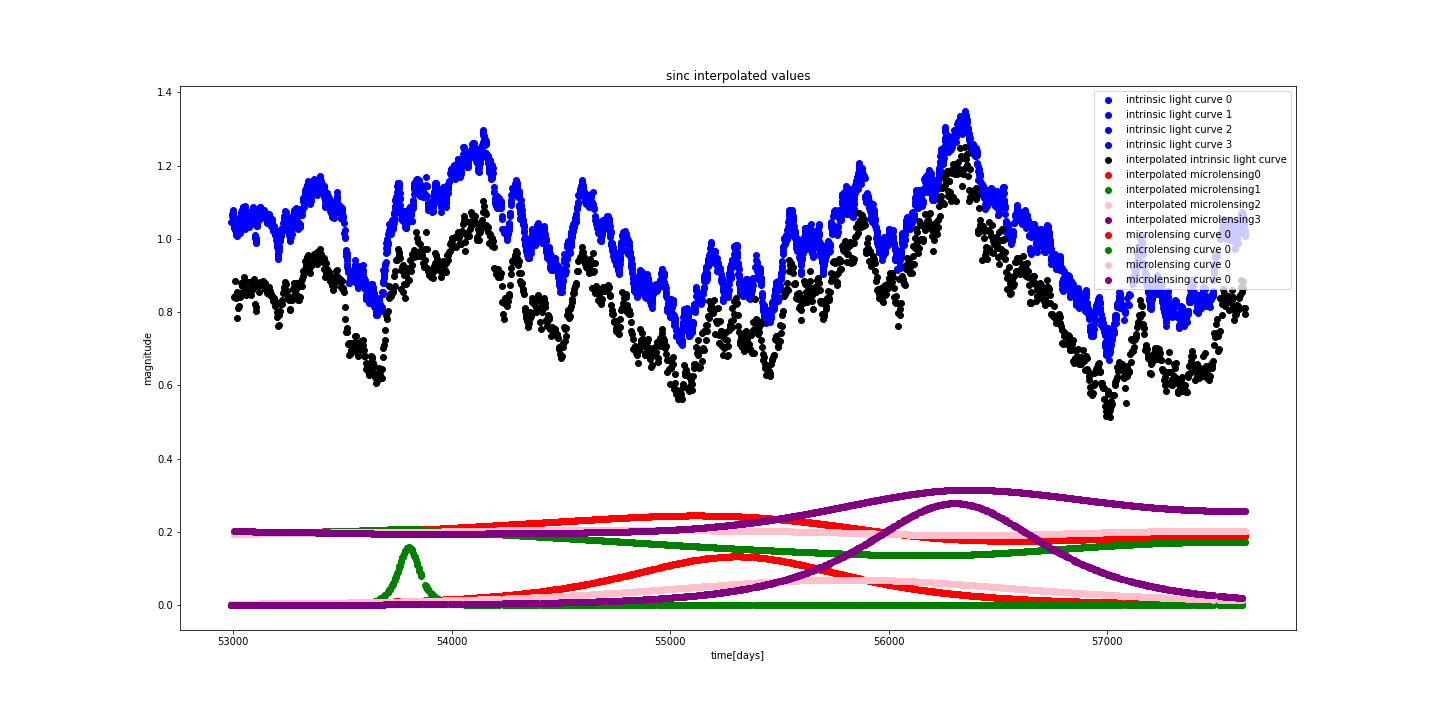 sinc interpolated values
1.4
1.2
1.0
0.8
0.6
0.4
0.2
0.0
magnitude
intrinsic light curve 0
intrinsic light curve 1
intrinsic light curve 2
intrinsic light curve 3
interpolated intrinsic light curve
interpolated microlensing0
interpolated microlensing1
interpolated microlensing2
interpolated microlensing3
microlensing curve 0
microlensing curve 0
microlensing curve 0
microlensing curve 0
53000 54000 55000 56000 57000
time[days]